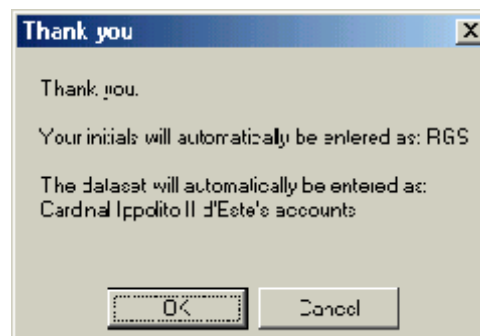 Thank you
Thank you.
Your initials will automatically be entered as: RGS
The dataset will automatically be entered as:
Cardinal Ippolito II d'Este's accounts
OK
Cancel